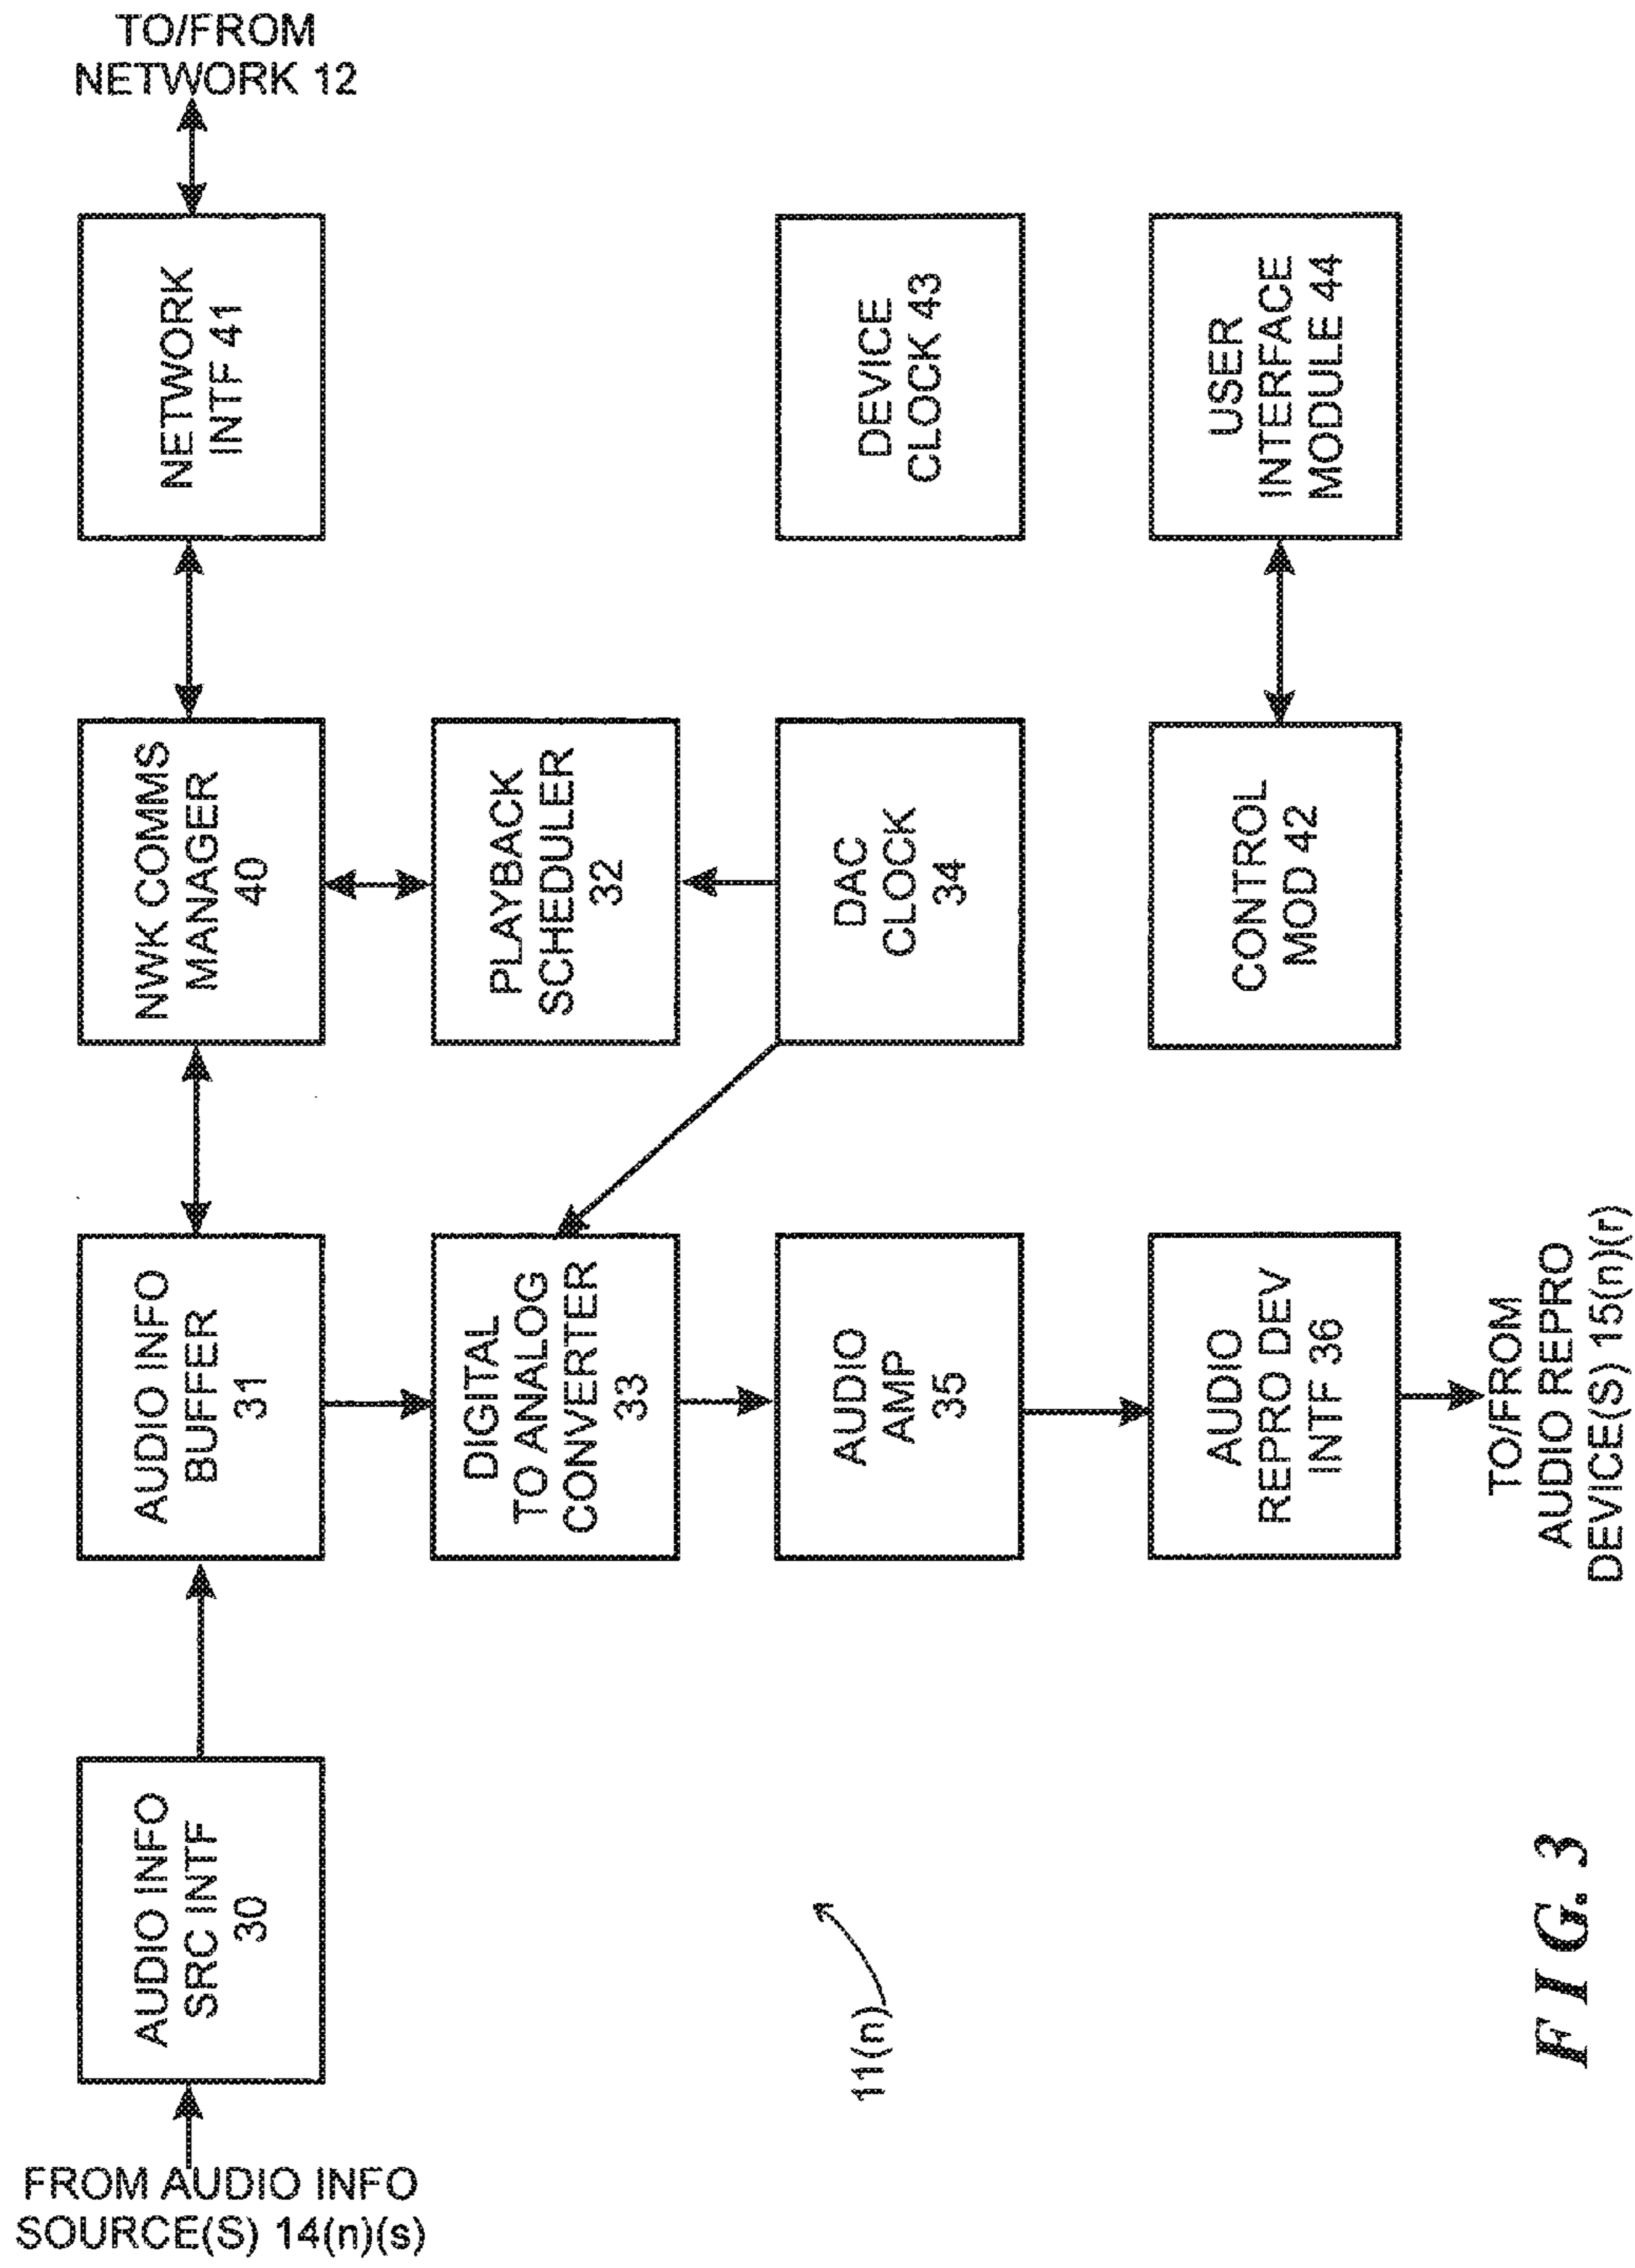 TO/FROM
NETWORK 12
NETWORK
INTF 41
DEVICE
CLOCK 43
USER
INTERFACE
MODULE 44
NWK COMMS
MANAGER
40
PLAYBACK
SCHEDULER
32
DAC
CLOCK
34
CONTROL
MOD 42
AUDIO INFO
BUFFER
31
DIGITAL
TO ANALOG
CONVERTER
33
AUDIO
AMP
35
AUDIO
REPRO DEV
INTF 36
TO/FROM
AUDIO REPRO
DEVICE(S) 15(n)(r)
AUDIO INFO
SRC INTF
30
11(n)
FIG. 3
FROM AUDIO INFO
SOURCE(S) 14(n)(s)